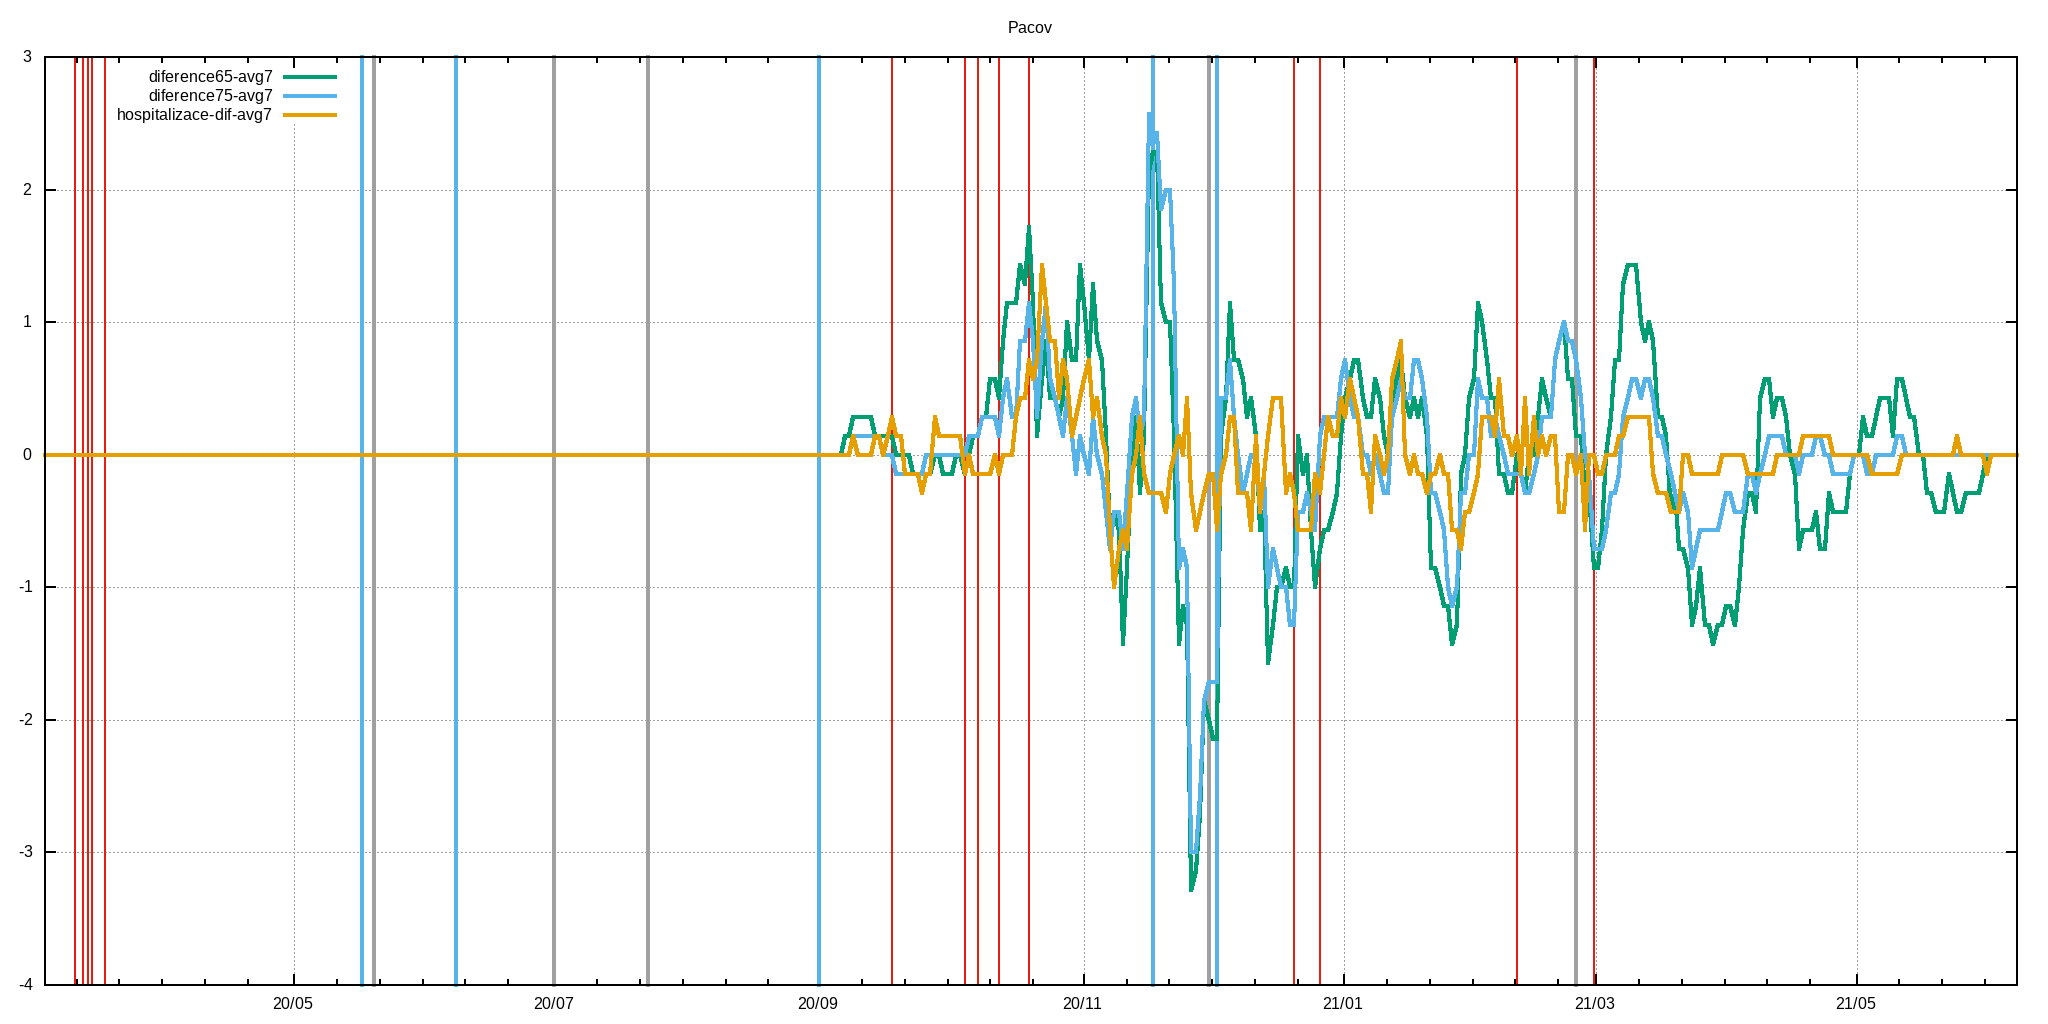 Pacov
3
diference65-avg7
diference75-avg7
hospitalizace-dif-avg7
2
1
0
-1
-2
-3
-4
20/05 20/07 20/09 20/11 21/01 21/03 21/05